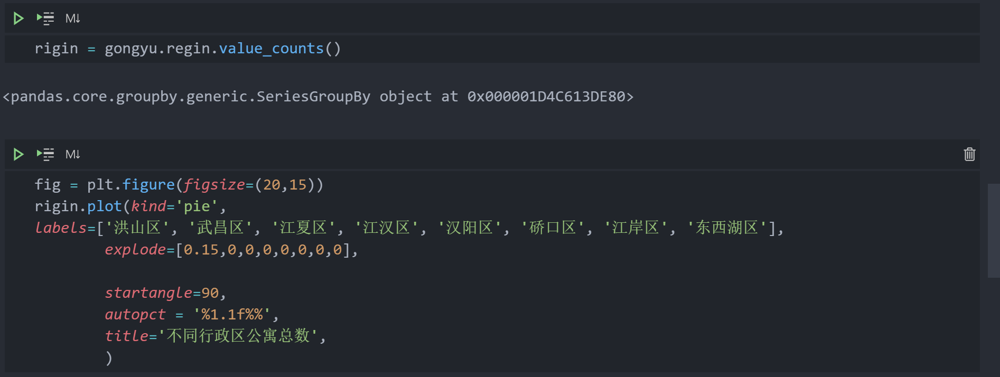 M↓
rigin = gongyu.regin.value_counts()
<pandas.core.groupby.generic.SeriesGroupBy object at 0x000001D4C613DE80>
M↓
fig = plt.figure(figsize=(20,15))
rigin.plot(kind='pie',
labels=['洪山区', '武昌区', '江夏区', '江汉区', '汉阳区', '硚口区', '江岸区', '东西湖区'],
explode=[0.15,0,0,0,0,0,0,0],
startangle=90,
autopct = '%1.1f%%',
title='不同行政区公寓总数',
)